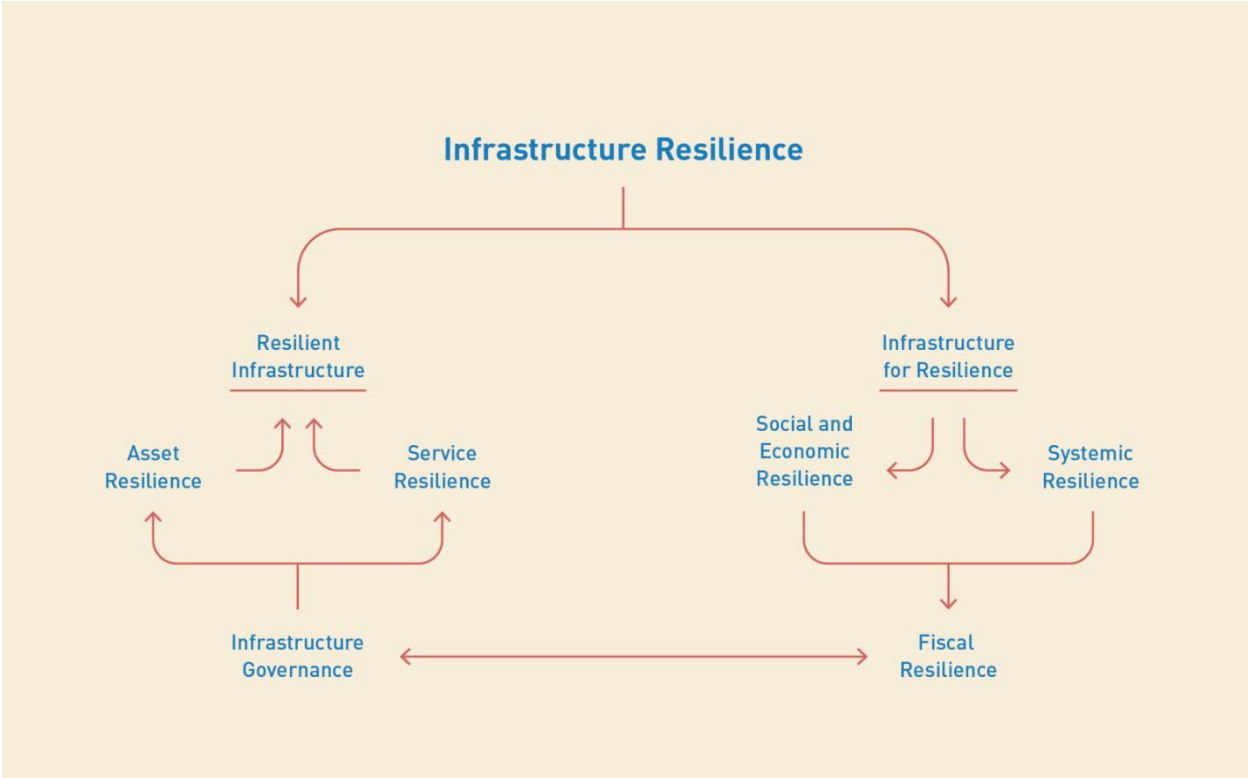 Infrastructure Resilience
Resilient
Infrastructure
Infrastructure
for Resilience
Asset
Resilience
Service
Resilience
Social and
Economic
Resilience
Systemic
Resilience
Infrastructure
Governance
Fiscal
Resilience